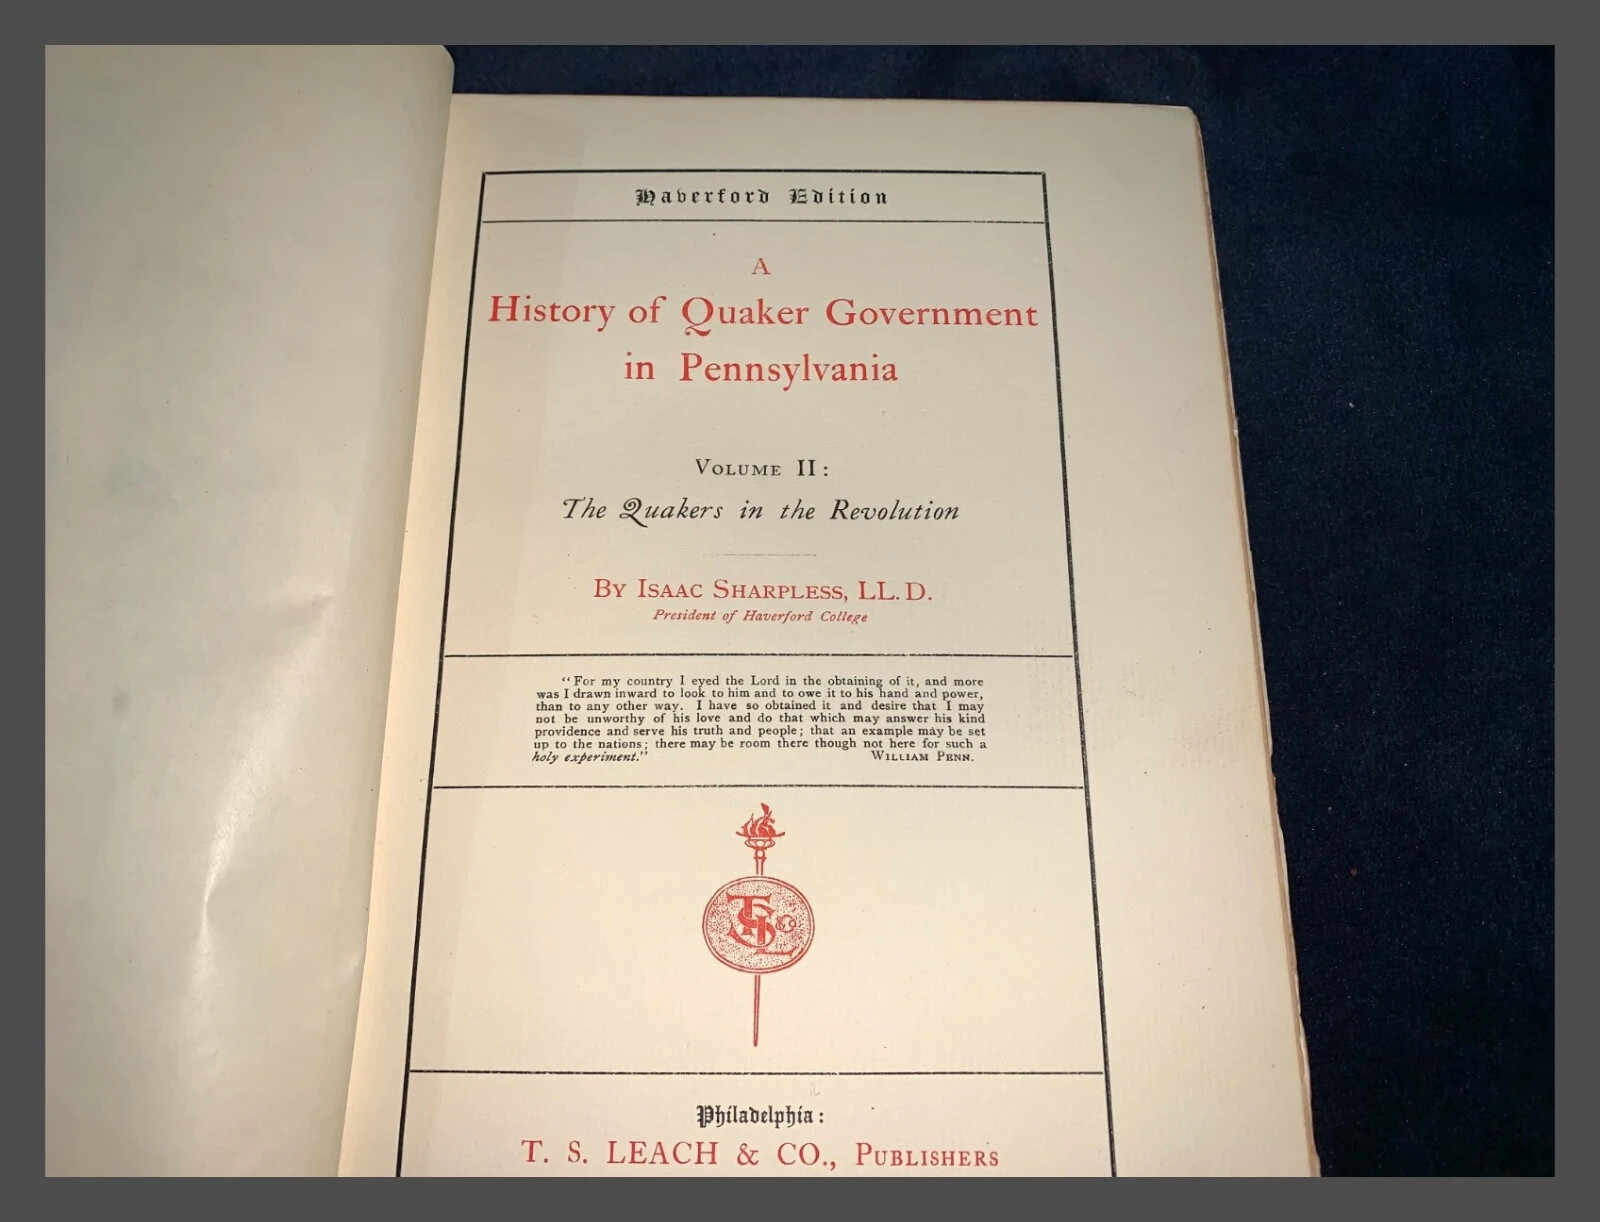 Haverford Edition
A
History of Quaker Government
in Pennsylvania
VOLUME II:
The Quakers in the Revolution
BY ISAAC SHARPLESS, LL. D.
President of Haverford College
“For my country I eyed the Lord in the obtaining of it, and more
was I drawn inward to look to him and to owe it to his hand and power,
than to any other way. I have so obtained it and desire that I may
not be unworthy of his love and do that which may answer his kind
providence and serve his truth and people; that an example may be set
up to the nations; there may be room there though not here for such a
holy experiment.” WILLIAM PENN.
TSL Co
Philadelphia:
T. S. LEACH & CO., PUBLISHERS